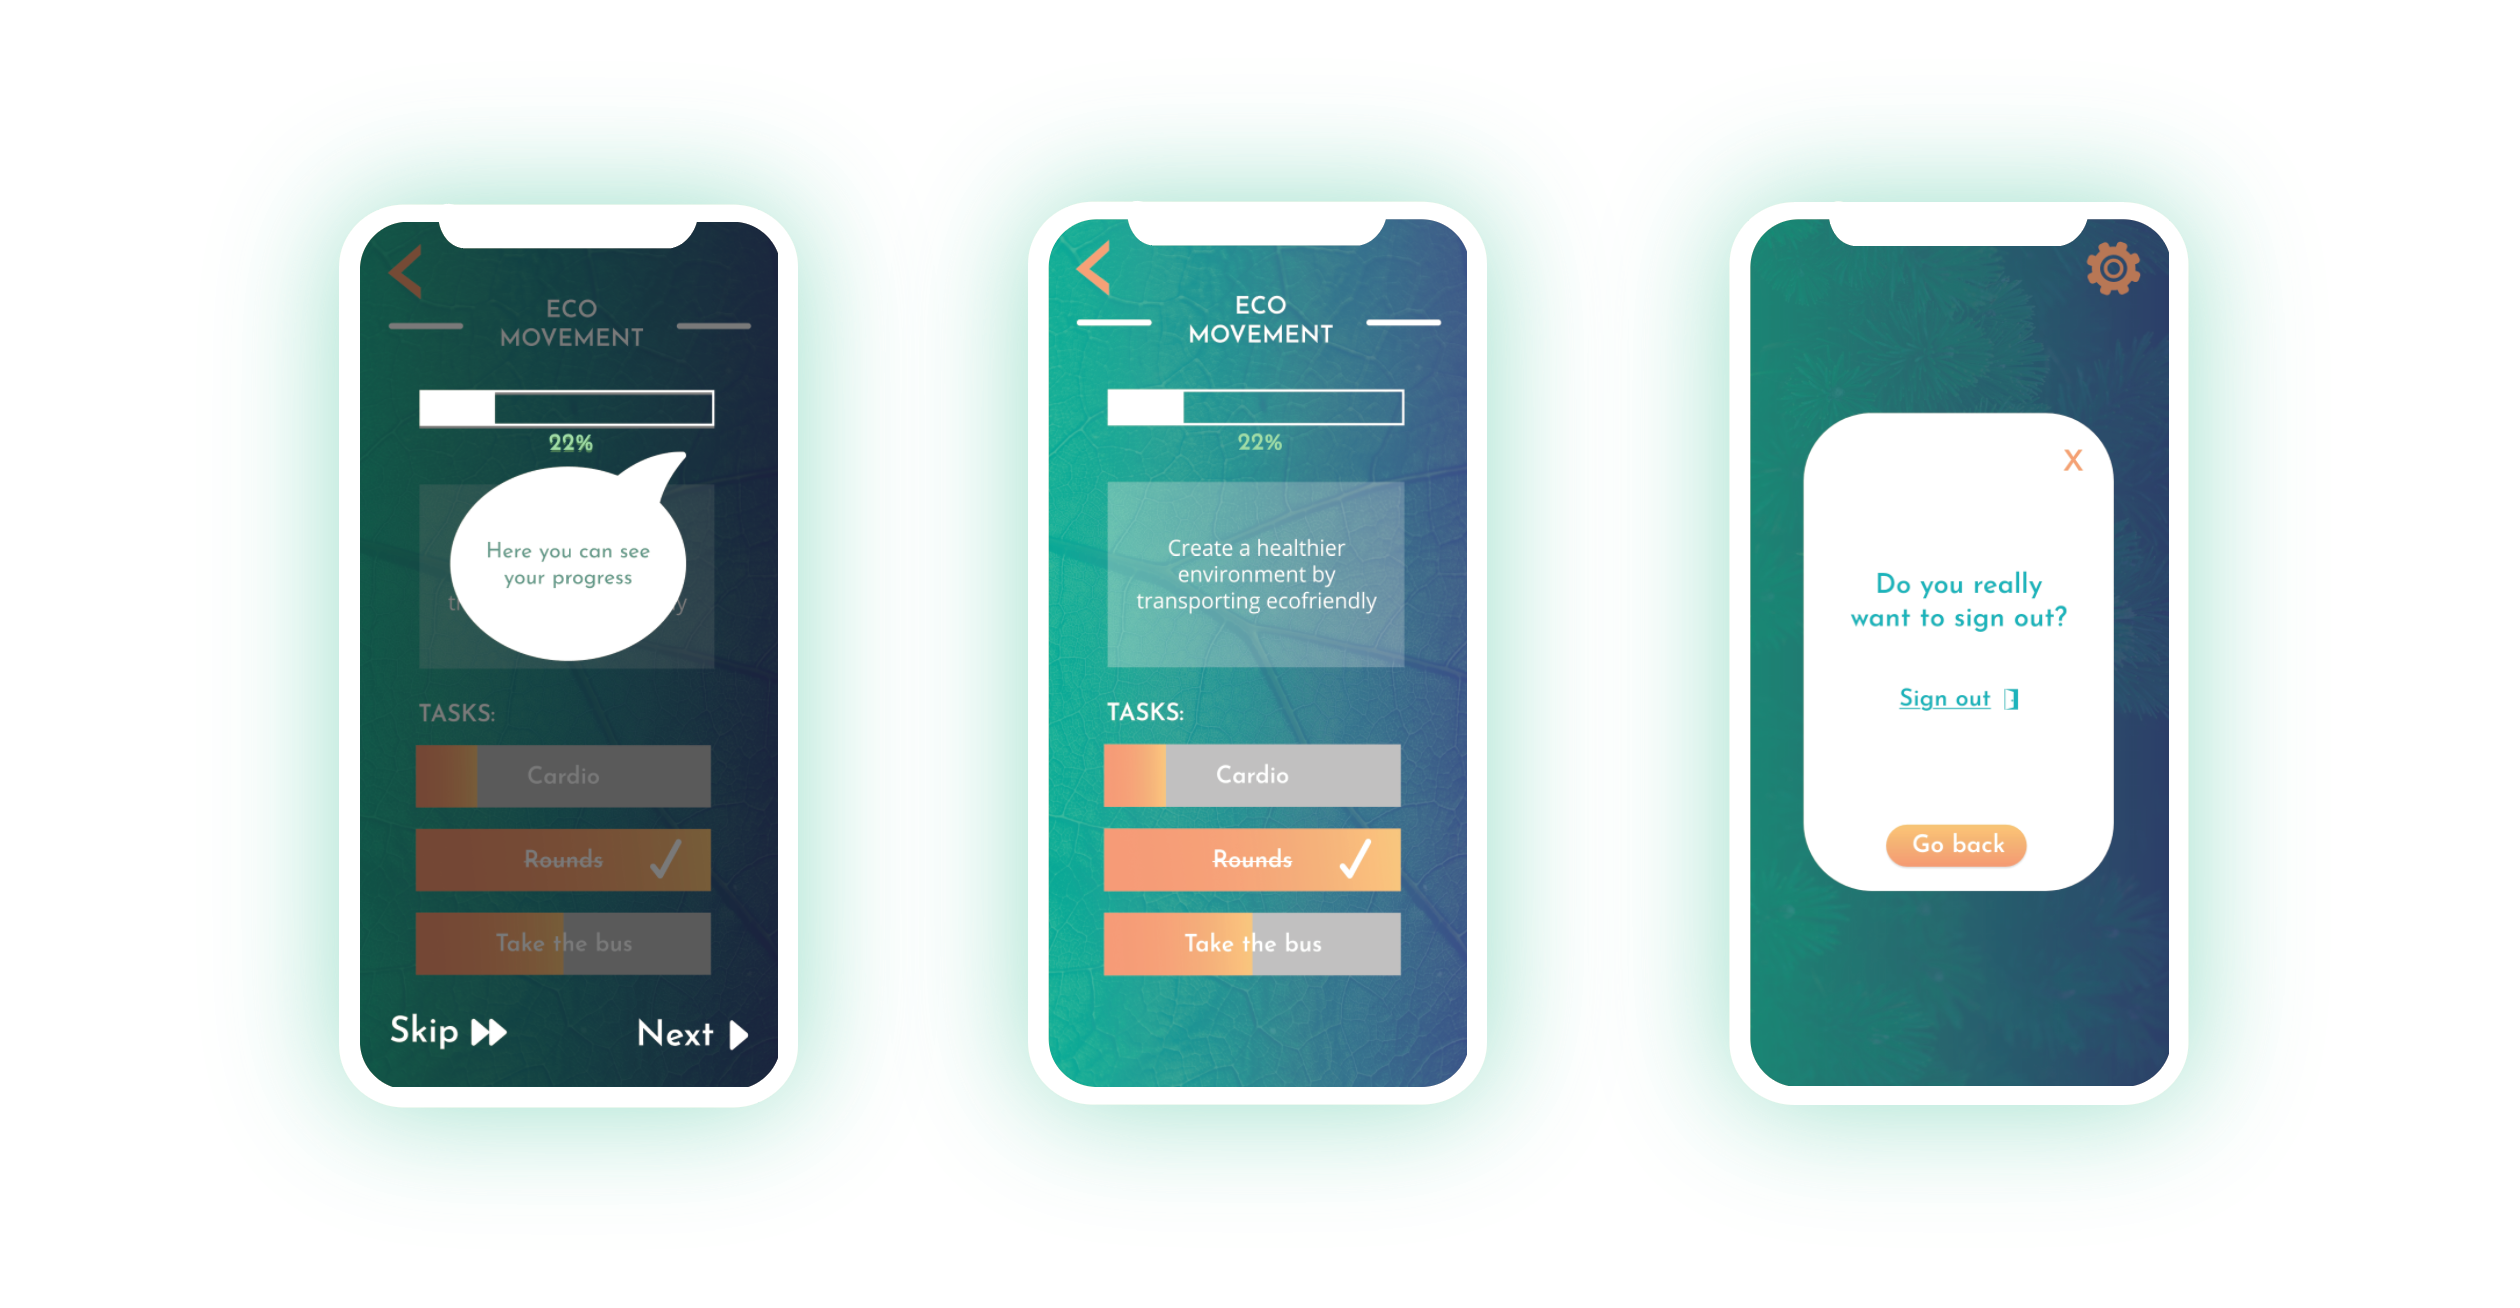 ECO
MOVEMENT
22%
Here you can see
your progress
TASKS:
Cardio
Rounds
Take the bus
Skip
Next
ECO
MOVEMENT
22%
Create a healthier
environment by
transporting ecofriendly
TASKS:
Cardio
Rounds
Take the bus
X
Do you really
want to sign out?
Sign out
Go back